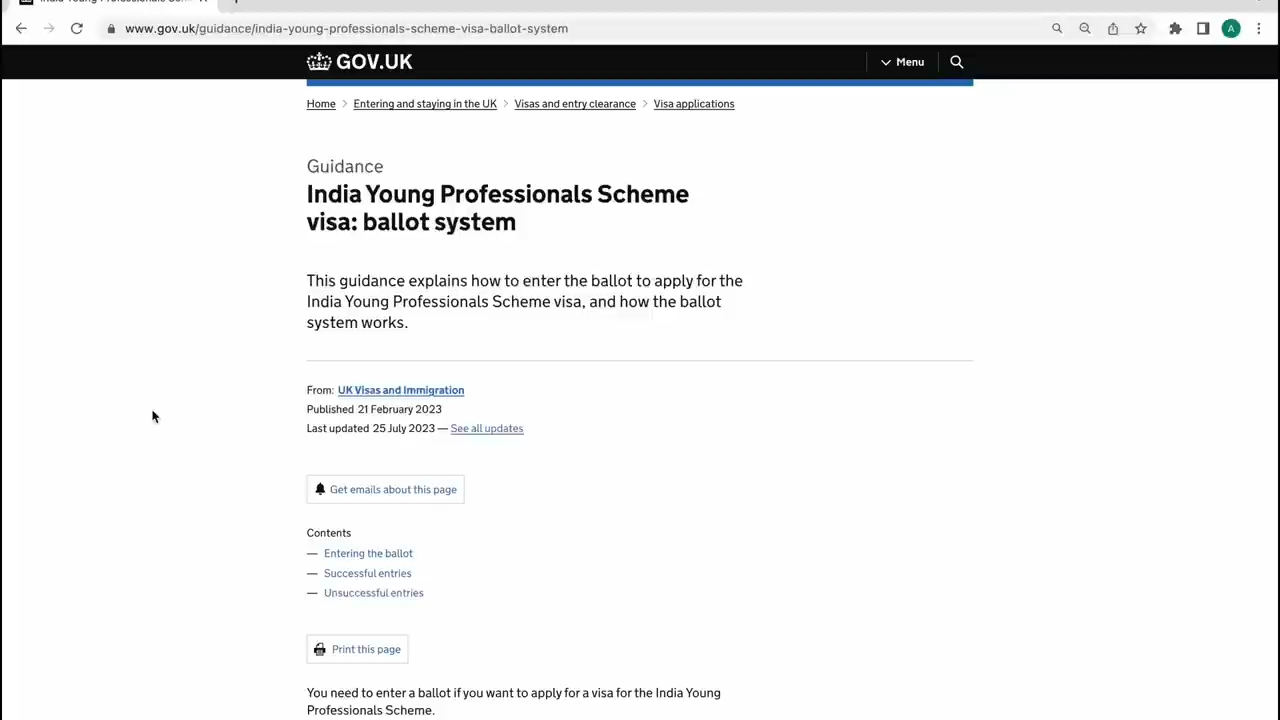 India Young Professionals Sche
www.gov.uk/guidance/india-young-professionals-scheme-visa-ballot-system
A
GOV.UK
Menu
Home > Entering and staying in the UK > Visas and entry clearance > Visa applications
Guidance
India Young Professionals Scheme
visa: ballot system
This guidance explains how to enter the ballot to apply for the
India Young Professionals Scheme visa, and how the ballot
system works.
From: UK Visas and Immigration
Published 21 February 2023
Last updated 25 July 2023 — See all updates
Get emails about this page
Contents
— Entering the ballot
— Successful entries
— Unsuccessful entries
Print this page
You need to enter a ballot if you want to apply for a visa for the India Young
Professionals Scheme.